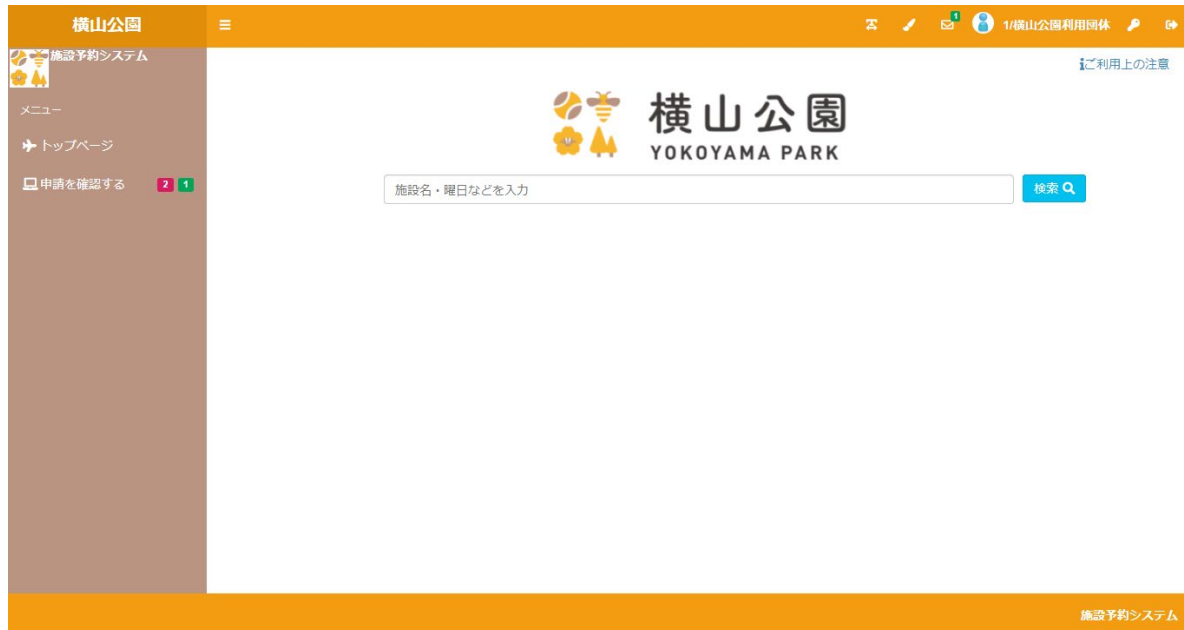 横山公園
1
1/横山公園利用団体
施設予約システム
ご利用上の注意
メニュー
トップページ
申請を確認する 2 1
横山公園
YOKOYAMA PARK
施設名・曜日などを入力
検索
施設予約システム